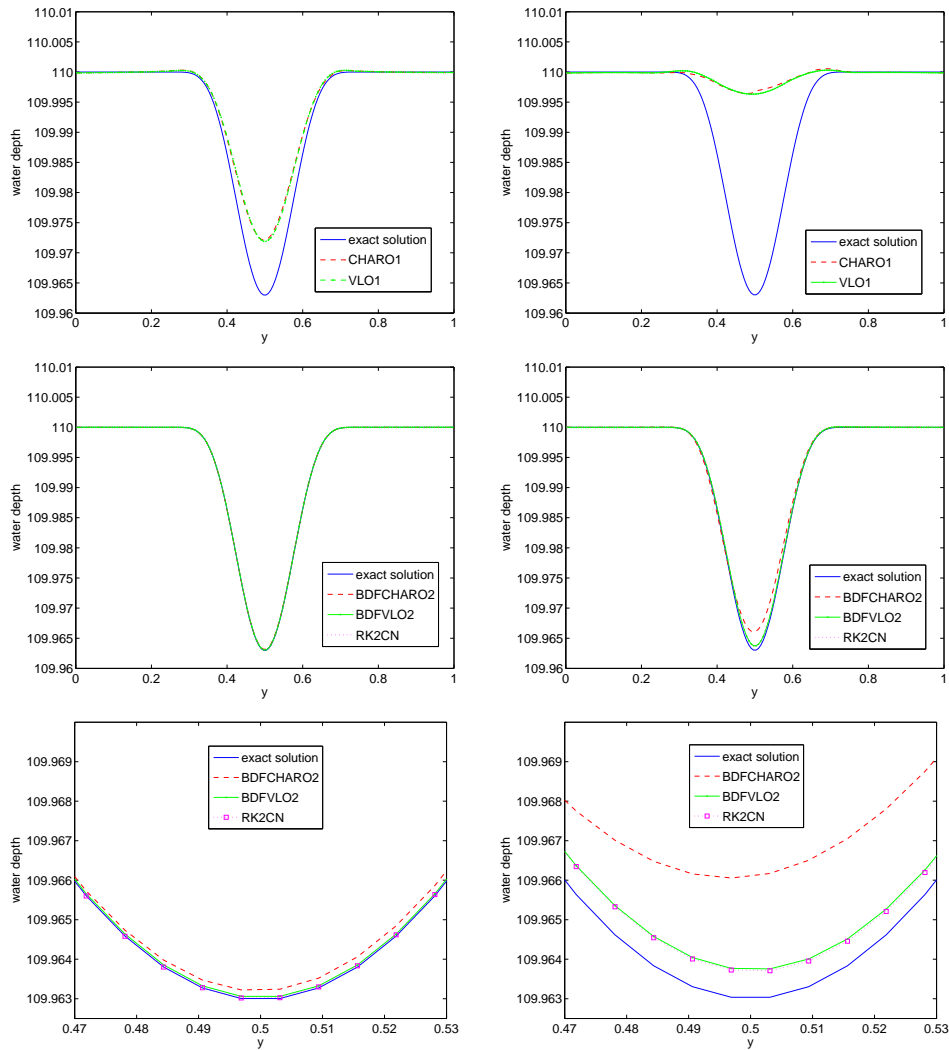 110.01
110.005
110
109.995
109.99
109.985
109.98
109.975
109.97
109.965
109.96
water depth
exact solution
CHARO1
VLO1
0
0.2
0.4
0.6
0.8
1
y
110.01
110.005
110
109.995
109.99
109.985
109.98
109.975
109.97
109.965
109.96
water depth
exact solution
CHARO1
VLO1
0
0.2
0.4
0.6
0.8
1
y
110.01
110.005
110
109.995
109.99
109.985
109.98
109.975
109.97
109.965
109.96
water depth
exact solution
BDFCHARO2
BDFVLO2
RK2CN
0
0.2
0.4
0.6
0.8
1
y
110.01
110.005
110
109.995
109.99
109.985
109.98
109.975
109.97
109.965
109.96
water depth
exact solution
BDFCHARO2
BDFVLO2
RK2CN
0
0.2
0.4
0.6
0.8
1
y
109.969
109.968
109.967
109.966
109.965
109.964
109.963
water depth
exact solution
BDFCHARO2
BDFVLO2
RK2CN
0.47
0.48
0.49
0.5
0.51
0.52
0.53
y
109.969
109.968
109.967
109.966
109.965
109.964
109.963
water depth
exact solution
BDFCHARO2
BDFVLO2
RK2CN
0.47
0.48
0.49
0.5
0.51
0.52
0.53
y